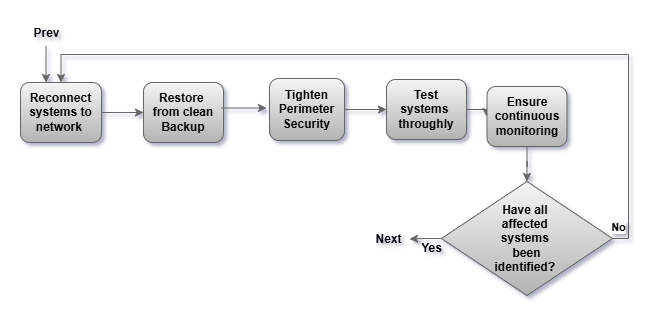 Prev
Reconnect
systems to
network
Restore
from clean
Backup
Tighten
Perimeter
Security
Test
systems
throughly
Ensure
continuous
monitoring
Have all
affected
systems
been
identified?
No
Next
Yes